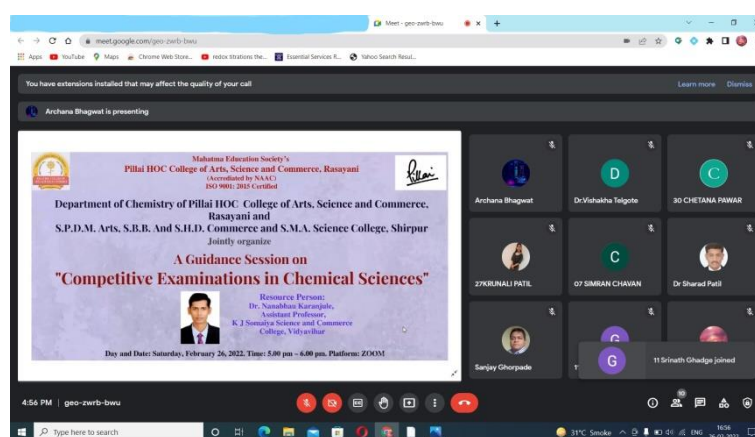 Meet - geo-zwrb-bwu
meet.google.com/geo-zwrb-bwu
Apps YouTube Maps Chrome Web Store... redox titrations the... Essential Services R... Yahoo Search Resul...
You have extensions installed that may affect the quality of your call
Learn more Dismiss
Archana Bhagwat is presenting
Mahatma Education Society's
Pillai HOC College of Arts, Science and Commerce, Rasayani
(Accredited by NAAC)
ISO 9001: 2015 Certified
Pillai
Department of Chemistry of Pillai HOC College of Arts, Science and Commerce,
Rasayani and
S.P.D.M. Arts, S.B.B. And S.H.D. Commerce and S.M.A. Science College, Shirpur
Jointly organize
A Guidance Session on
"Competitive Examinations in Chemical Sciences"
Resource Person:
Dr. Nanabhau Karanjule,
Assistant Professor,
K J Somaiya Science and Commerce
College, Vidyavihar
Day and Date: Saturday, February 26, 2022. Time: 5.00 pm – 6.00 pm. Platform: ZOOM
Archana Bhagwat
D
Dr.Vishakha Telgote
C
30 CHETANA PAWAR
27KRUNALI PATIL
C
07 SIMRAN CHAVAN
Dr Sharad Patil
Sanjay Ghorpade
G
G
11 Srinath Ghadge joined
4:56 PM | geo-zwrb-bwu
10
Type here to search
31°C Smoke
ENG
16:56